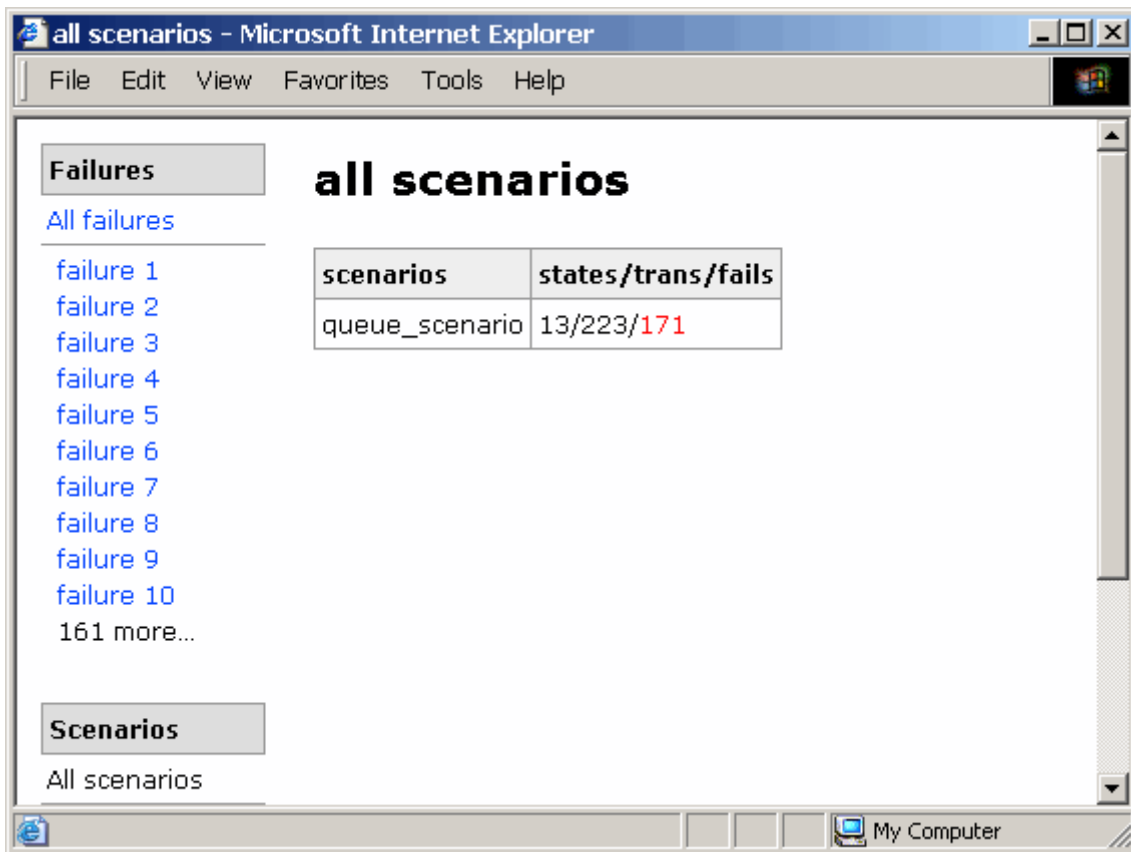 all scenarios - Microsoft Internet Explorer
File Edit View Favorites Tools Help
Failures
All failures
failure 1
failure 2
failure 3
failure 4
failure 5
failure 6
failure 7
failure 8
failure 9
failure 10
161 more...
Scenarios
All scenarios
all scenarios
scenarios states/trans/fails
queue_scenario 13/223/171
My Computer